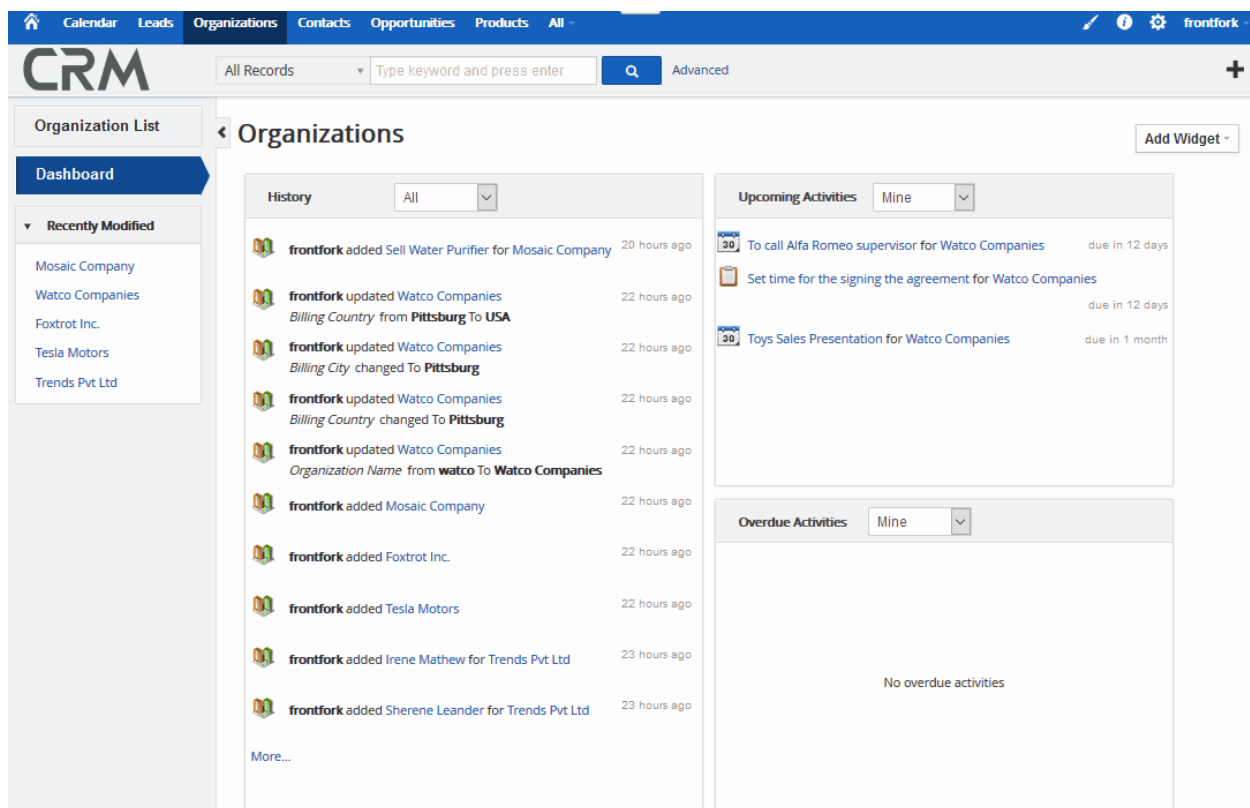 Calendar Leads Organizations Contacts Opportunities Products All frontfork
CRM
All Records Type keyword and press enter Advanced
Organization List
Dashboard
Recently Modified
Mosaic Company
Watco Companies
Foxtrot Inc.
Tesla Motors
Trends Pvt Ltd
Organizations
Add Widget
History All
frontfork added Sell Water Purifier for Mosaic Company 20 hours ago
frontfork updated Watco Companies 22 hours ago
Billing Country from Pittsburg To USA
frontfork updated Watco Companies 22 hours ago
Billing City changed To Pittsburg
frontfork updated Watco Companies 22 hours ago
Billing Country changed To Pittsburg
frontfork updated Watco Companies 22 hours ago
Organization Name from watco To Watco Companies
frontfork added Mosaic Company 22 hours ago
frontfork added Foxtrot Inc. 22 hours ago
frontfork added Tesla Motors 22 hours ago
frontfork added Irene Mathew for Trends Pvt Ltd 23 hours ago
frontfork added Sherene Leander for Trends Pvt Ltd 23 hours ago
More...
Upcoming Activities Mine
30 To call Alfa Romeo supervisor for Watco Companies due in 12 days
Set time for the signing the agreement for Watco Companies
due in 12 days
30 Toys Sales Presentation for Watco Companies due in 1 month
Overdue Activities Mine
No overdue activities